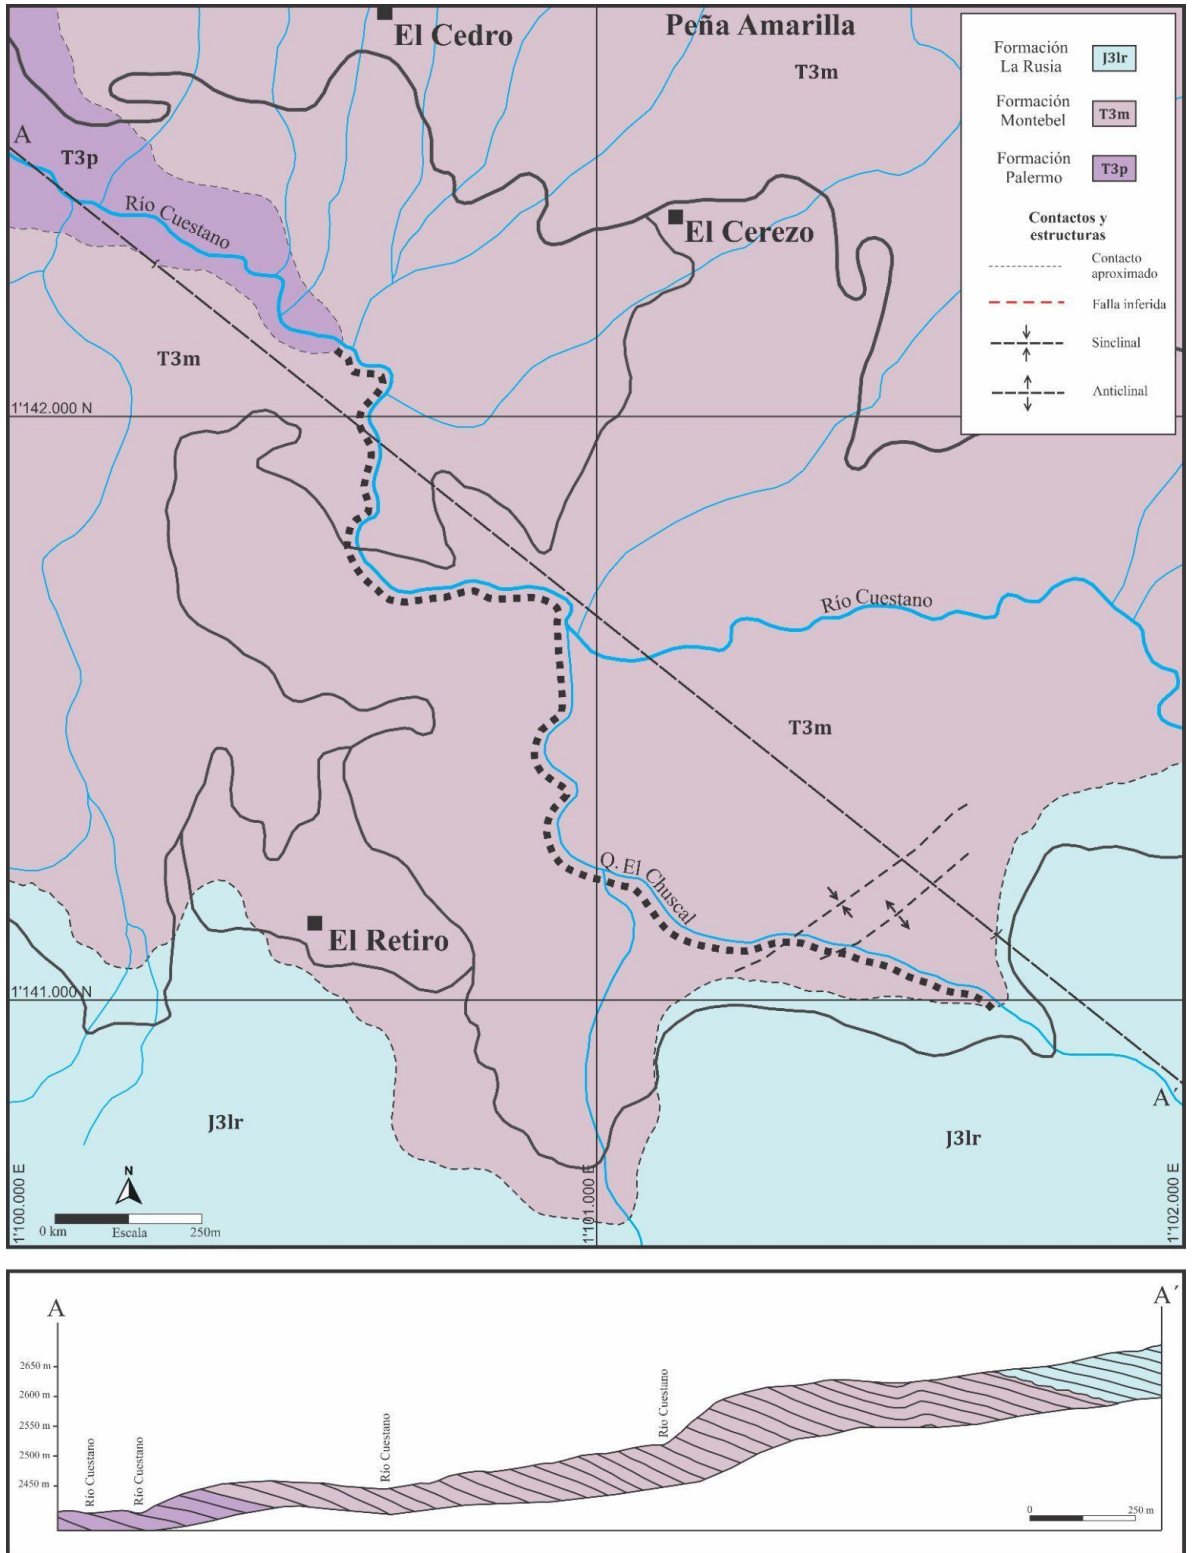 El Cedro
Peña Amarilla
T3m
Formación
La Rusia
J3lr
Formación
Montebel
T3m
Formación
Palermo
T3p
Contactos y
estructuras
Contacto
aproximado
Falla inferida
Sinclinal
Anticlinal
A
T3p
Río Cuestano
El Cerezo
T3m
1'142.000 N
Río Cuestano
T3m
Q. El Chuscal
El Retiro
1'141.000 N
A´
J3lr
J3lr
N
0 km Escala 250m
1'100.000 E
1'101.000 E
1'102.000 E
A
A´
2650 m
2600 m
2550 m
2500 m
2450 m
Río Cuestano
Río Cuestano
Río Cuestano
Río Cuestano
0 250 m